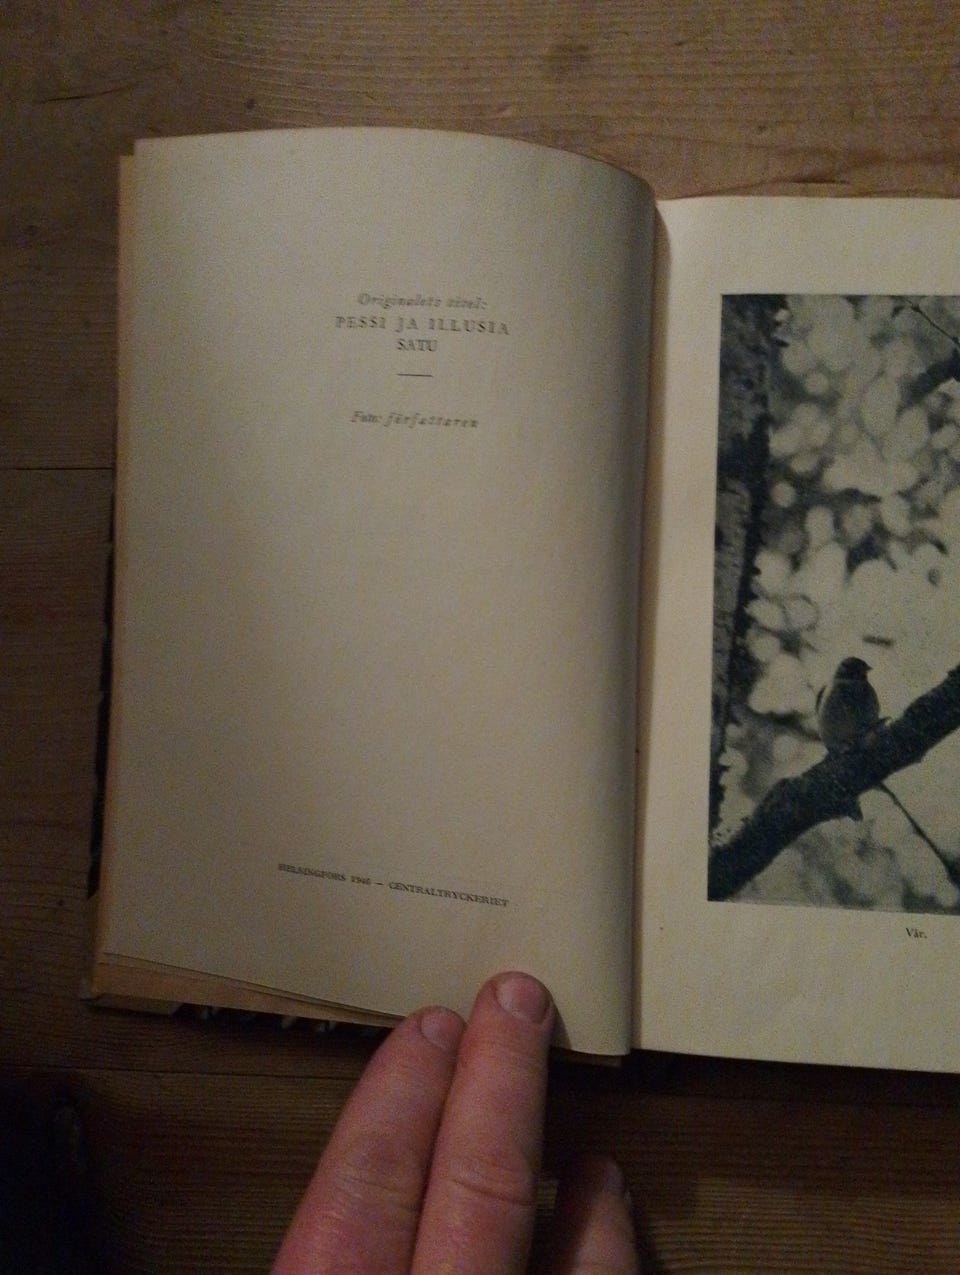 Originalets titel:
PESSI JA ILLUSIA
SATU
Foto: författaren
HELSINGFORS 1946 — CENTRALTRYCKERIET
Vår.